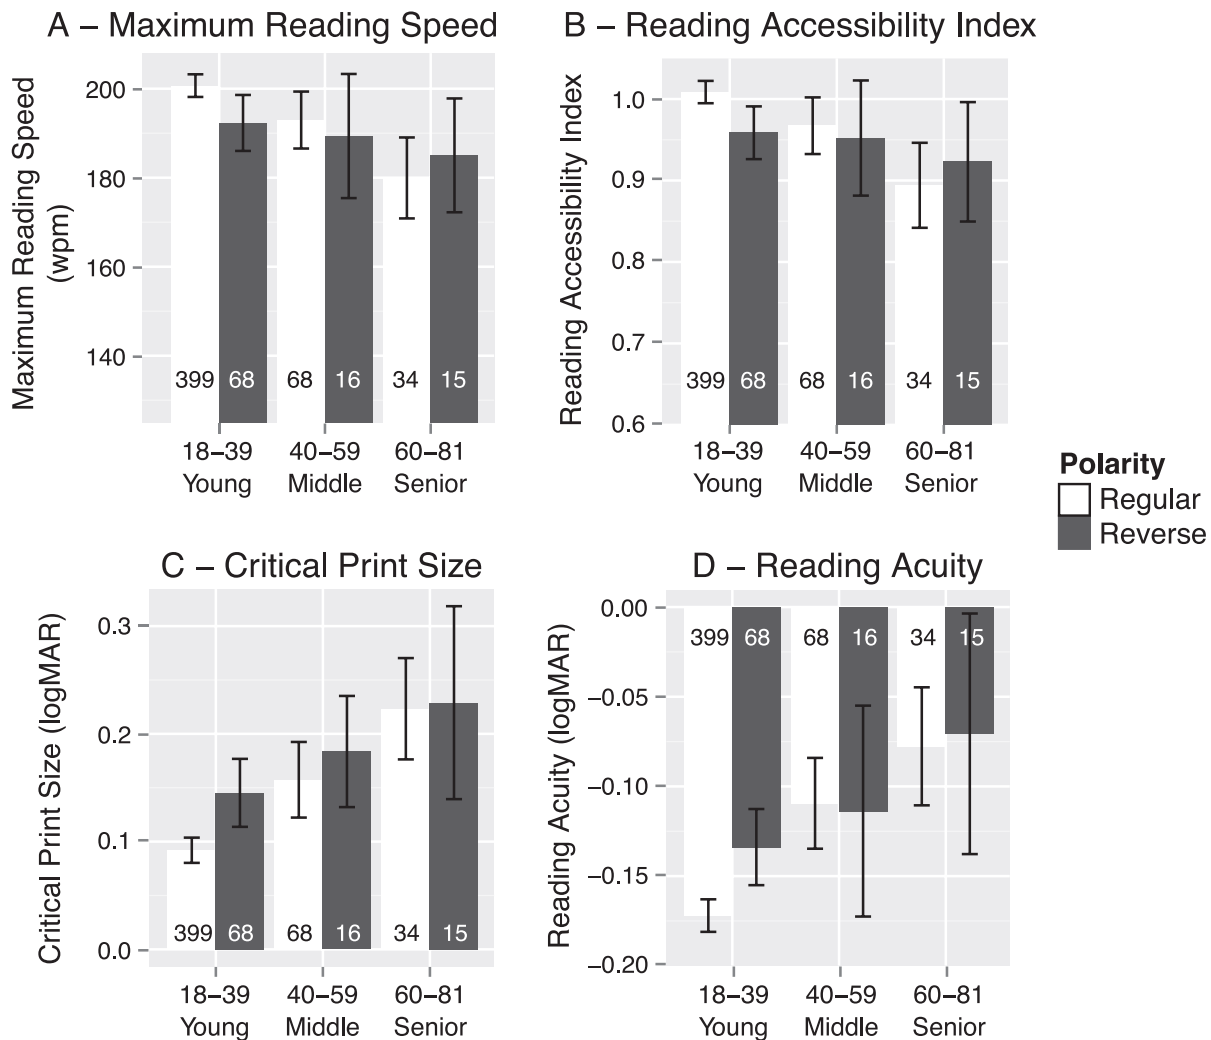 A – Maximum Reading Speed
Maximum Reading Speed
(wpm)
200
180
160
140
399 68 68 16 34 15
18–39 40–59 60–81
Young Middle Senior
B – Reading Accessibility Index
Reading Accessibility Index
1.0
0.9
0.8
0.7
0.6
399 68 68 16 34 15
18–39 40–59 60–81
Young Middle Senior
Polarity
Regular
Reverse
C – Critical Print Size
Critical Print Size (logMAR)
0.3
0.2
0.1
0.0
399 68 68 16 34 15
18–39 40–59 60–81
Young Middle Senior
D – Reading Acuity
Reading Acuity (logMAR)
0.00
−0.05
−0.10
−0.15
−0.20
399 68 68 16 34 15
18–39 40–59 60–81
Young Middle Senior